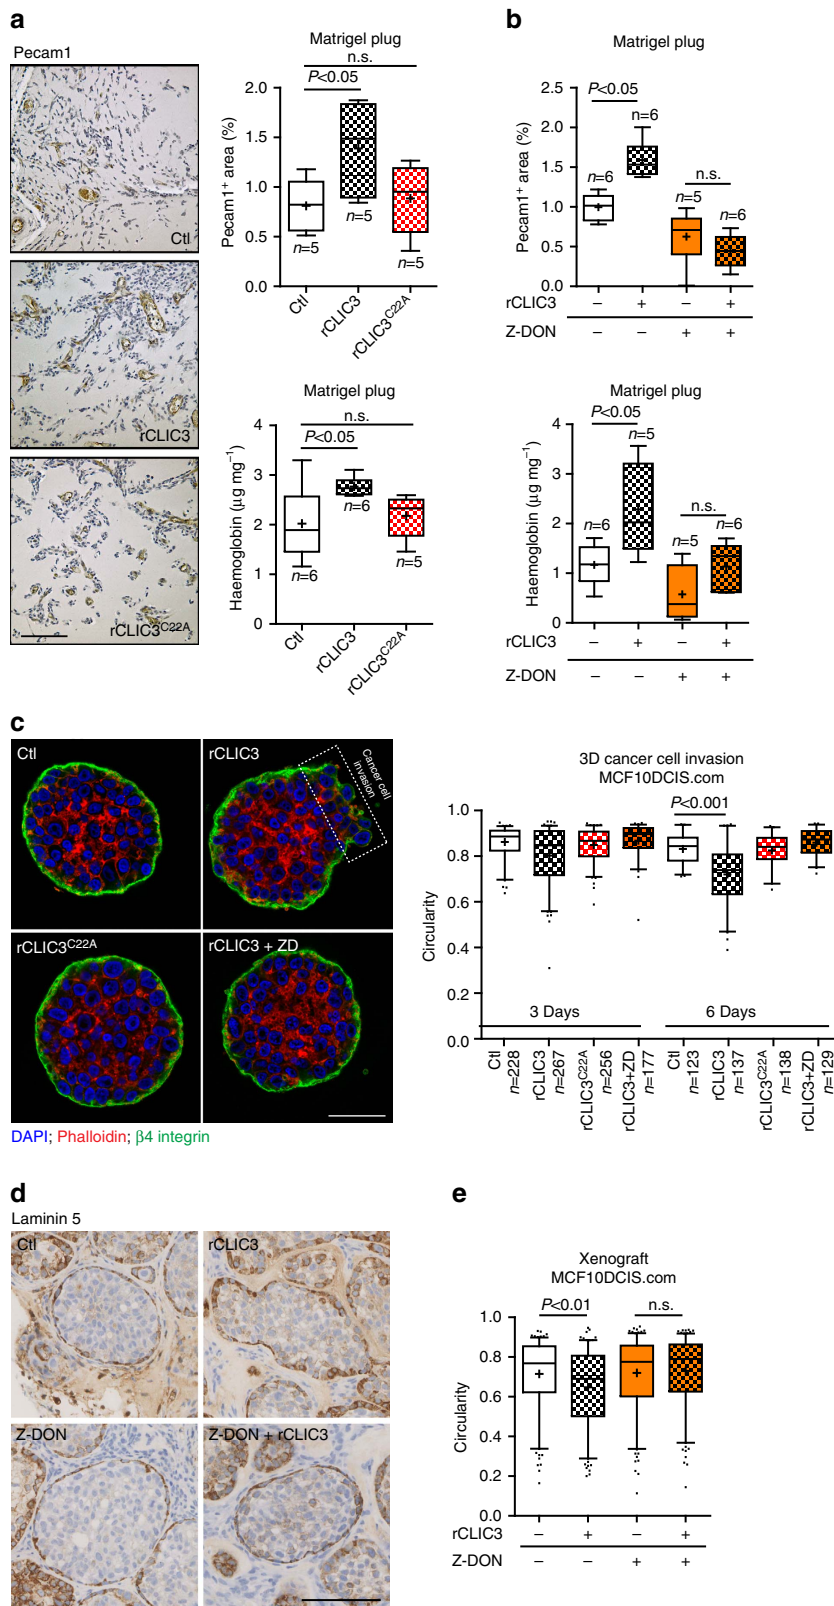 a
Pecam1
Ctl
rCLIC3
rCLIC3C22A
Matrigel plug
n.s.
P<0.05
Pecam1+ area (%)
2.0
1.5
1.0
0.5
0.0
n=5
n=5
n=5
Ctl
rCLIC3
rCLIC3C22A
Matrigel plug
n.s.
P<0.05
Haemoglobin (µg mg−1)
4
3
2
1
0
n=6
n=6
n=5
Ctl
rCLIC3
rCLIC3C22A
b
Matrigel plug
P<0.05
n=6
n=6
n.s.
n=5
n=6
Pecam1+ area (%)
2.5
2.0
1.5
1.0
0.5
0.0
rCLIC3 − + − +
Z-DON − − + +
Matrigel plug
P<0.05
n=5
n=6
n.s.
n=5
n=6
Haemoglobin (µg mg−1)
4
3
2
1
0
rCLIC3 − + − +
Z-DON − − + +
c
Ctl
rCLIC3
Cancer cell
invasion
rCLIC3C22A
rCLIC3 + ZD
DAPI; Phalloidin; β4 integrin
3D cancer cell invasion
MCF10DCIS.com
P<0.001
Circularity
1.0
0.8
0.6
0.4
0.2
0.0
3 Days
6 Days
Ctl
n=228
rCLIC3
n=267
rCLIC3C22A
n=256
rCLIC3+ZD
n=177
Ctl
n=123
rCLIC3
n=137
rCLIC3C22A
n=138
rCLIC3+ZD
n=129
d
Laminin 5
Ctl
rCLIC3
Z-DON
Z-DON + rCLIC3
e
Xenograft
MCF10DCIS.com
P<0.01
n.s.
Circularity
1.0
0.8
0.6
0.4
0.2
0.0
rCLIC3 − + − +
Z-DON − − + +